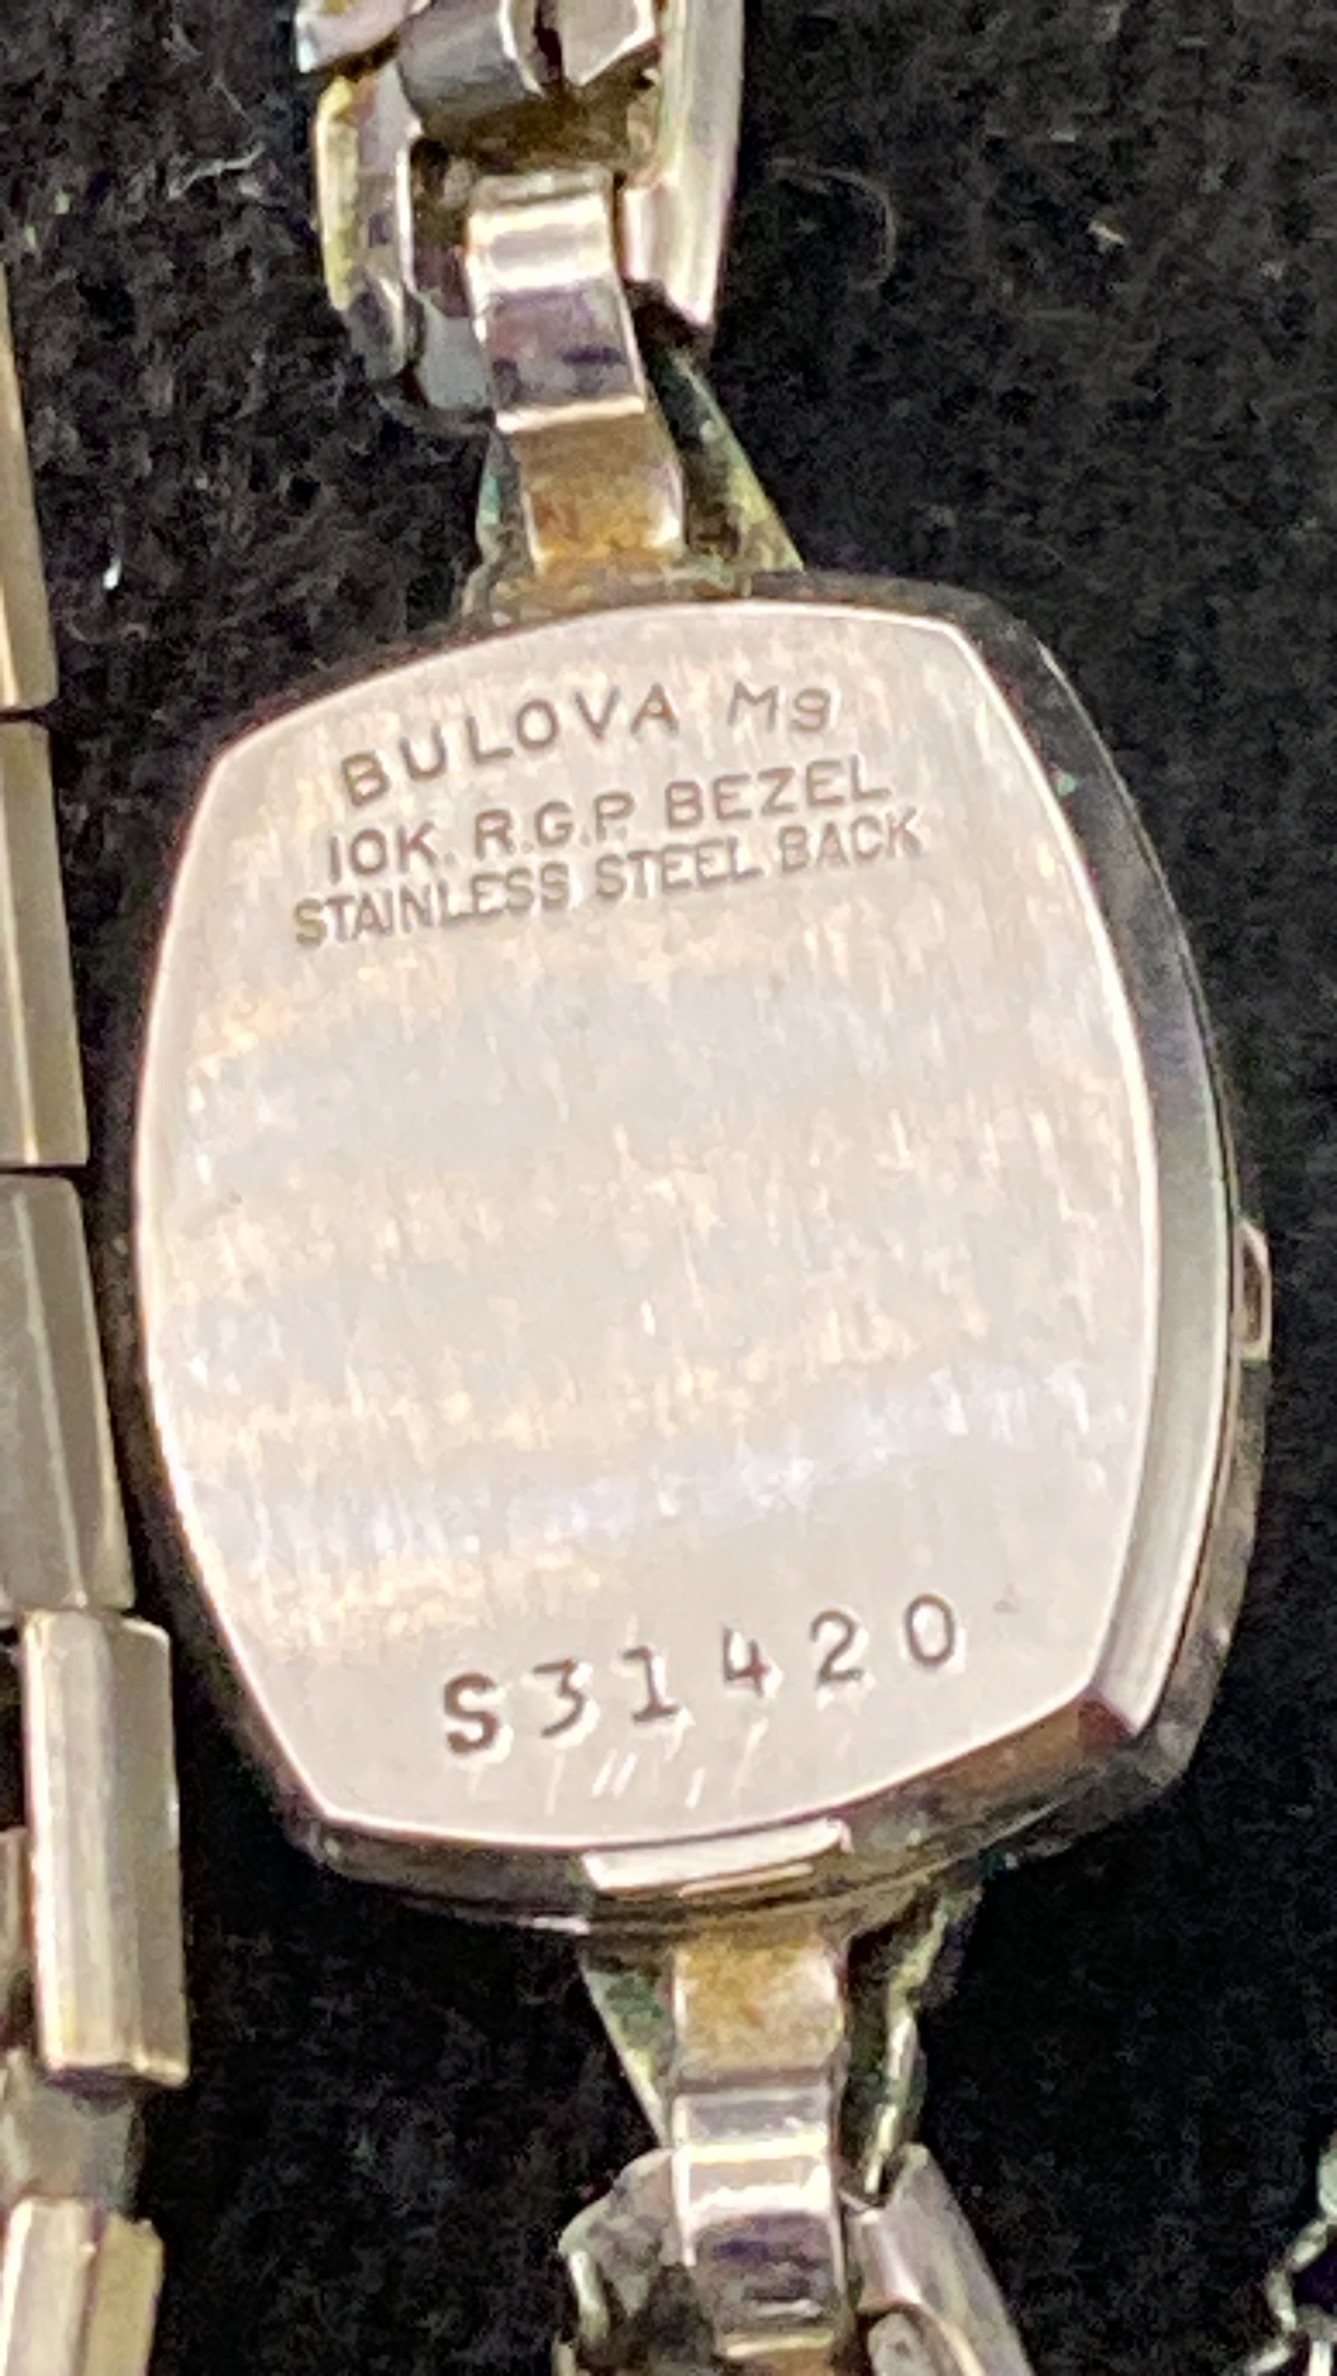 BULOVA M9
10K. R.G.P. BEZEL
STAINLESS STEEL BACK
S31420